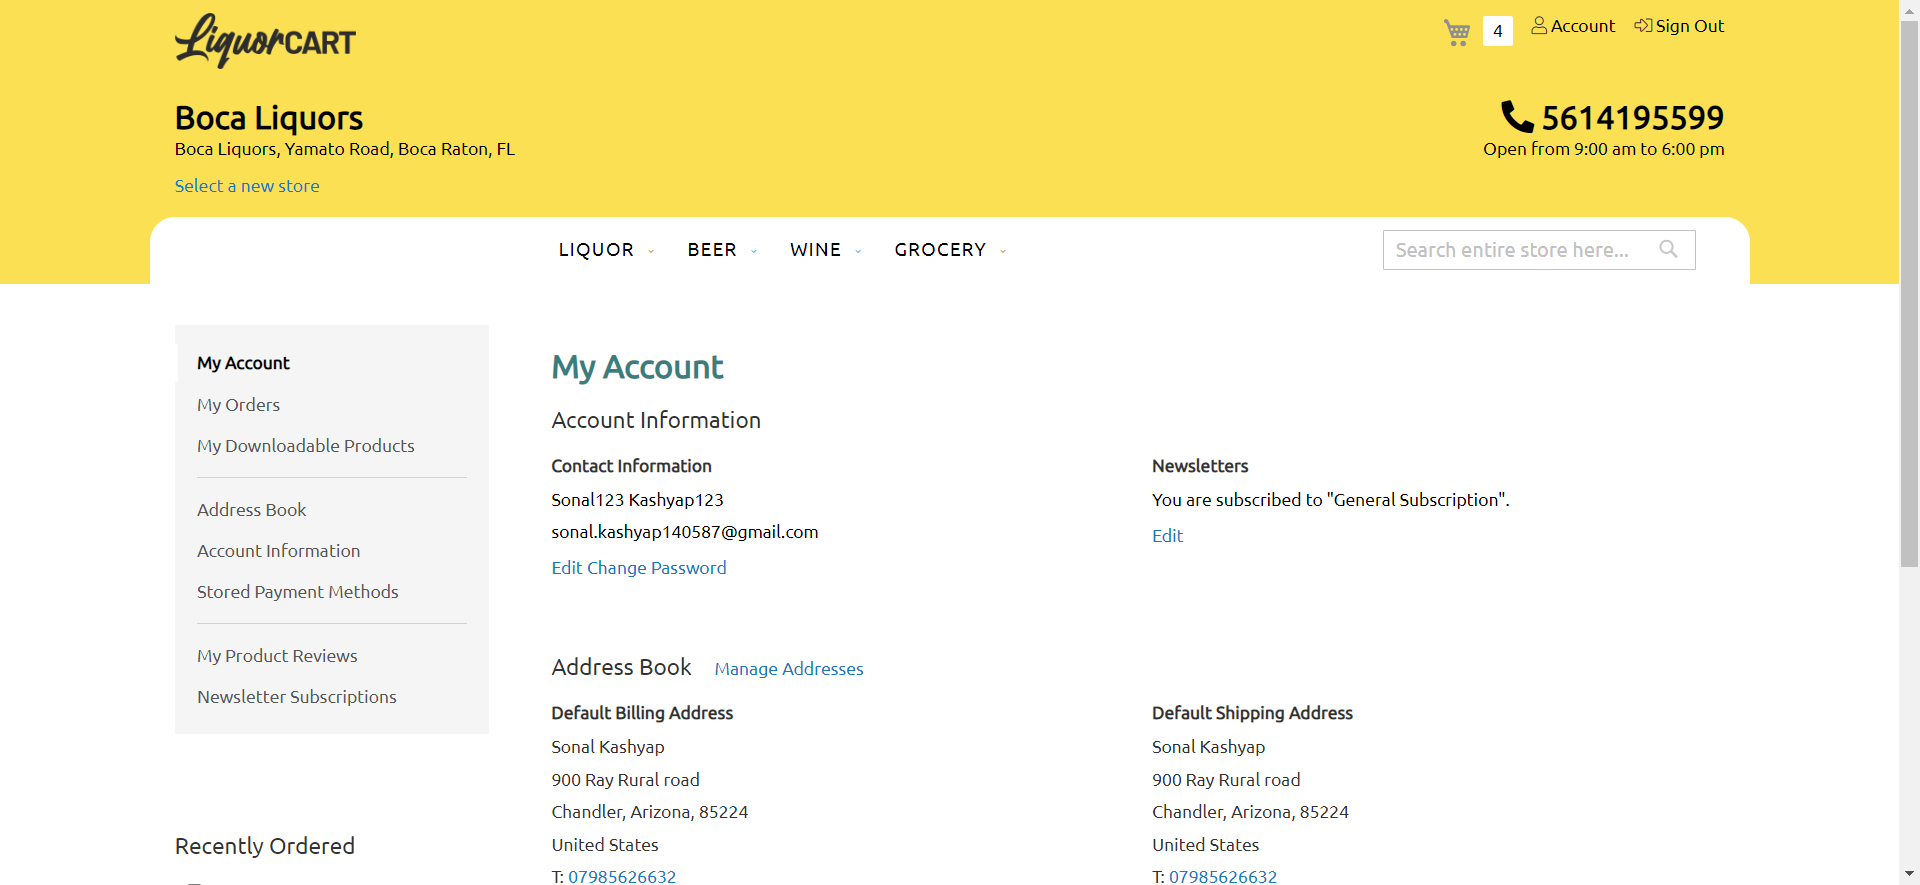 LiquorCART
4
Account
Sign Out
Boca Liquors
Boca Liquors, Yamato Road, Boca Raton, FL
Select a new store
5614195599
Open from 9:00 am to 6:00 pm
LIQUOR
BEER
WINE
GROCERY
Search entire store here...
My Account
My Orders
My Downloadable Products
Address Book
Account Information
Stored Payment Methods
My Product Reviews
Newsletter Subscriptions
Recently Ordered
My Account
Account Information
Contact Information
Sonal123 Kashyap123
sonal.kashyap140587@gmail.com
Edit Change Password
Newsletters
You are subscribed to "General Subscription".
Edit
Address Book Manage Addresses
Default Billing Address
Sonal Kashyap
900 Ray Rural road
Chandler, Arizona, 85224
United States
T: 07985626632
Default Shipping Address
Sonal Kashyap
900 Ray Rural road
Chandler, Arizona, 85224
United States
T: 07985626632